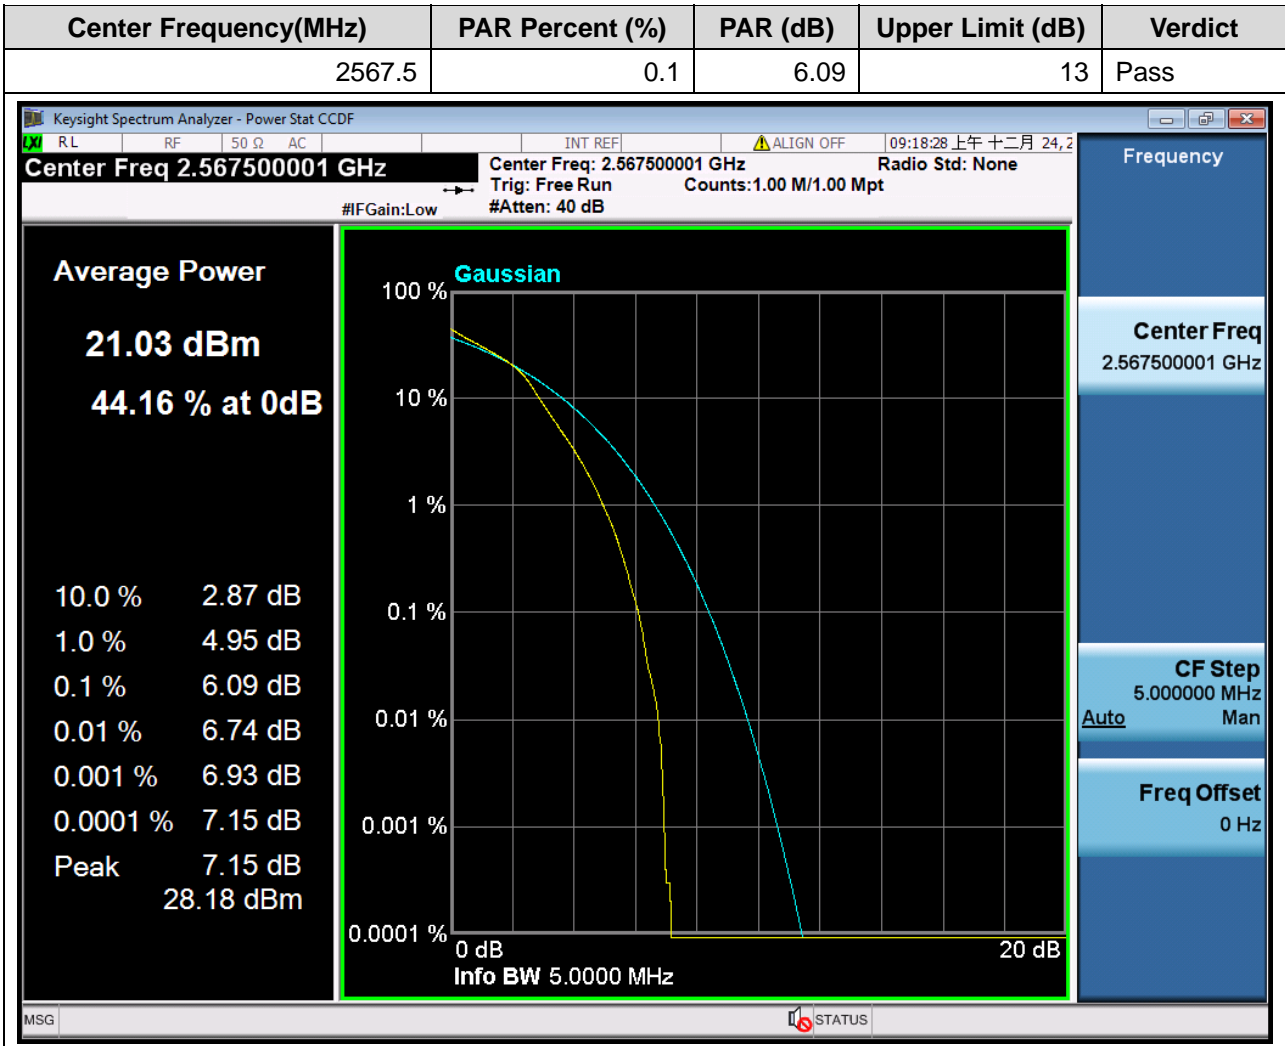 Center Frequency(MHz) PAR Percent (%) PAR (dB) Upper Limit (dB) Verdict
2567.5 0.1 6.09 13 Pass
Keysight Spectrum Analyzer - Power Stat CCDF
LXI RL RF 50 Ω AC INT REF ALIGN OFF 09:18:28 上午 十二月 24, 2
Center Freq 2.567500001 GHz
Center Freq: 2.567500001 GHz Radio Std: None
Trig: Free Run Counts:1.00 M/1.00 Mpt
#IFGain:Low #Atten: 40 dB
Frequency
Average Power
21.03 dBm
44.16 % at 0dB
10.0 % 2.87 dB
1.0 % 4.95 dB
0.1 % 6.09 dB
0.01 % 6.74 dB
0.001 % 6.93 dB
0.0001 % 7.15 dB
Peak 7.15 dB
28.18 dBm
Gaussian
100 %
10 %
1 %
0.1 %
0.01 %
0.001 %
0.0001 %
0 dB 20 dB
Info BW 5.0000 MHz
Center Freq
2.567500001 GHz
CF Step
5.000000 MHz
Auto Man
Freq Offset
0 Hz
MSG STATUS